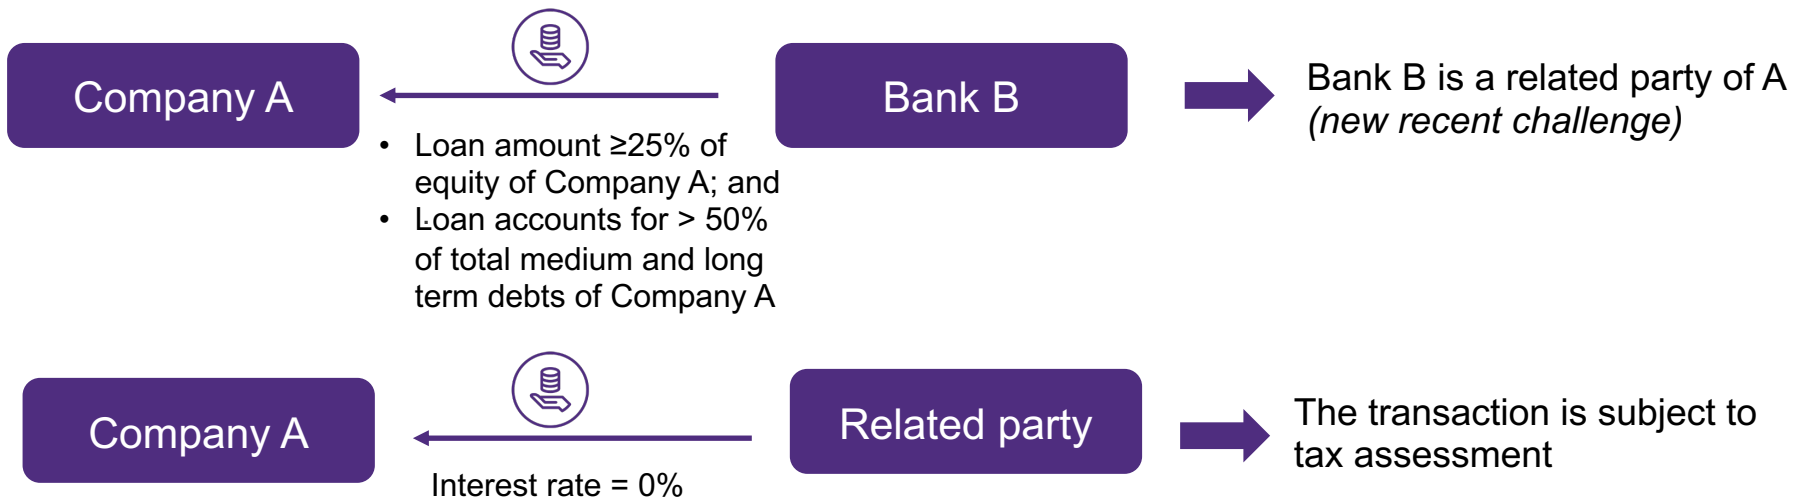 Company A
Bank B
Bank B is a related party of A
(new recent challenge)
• Loan amount ≥25% of
equity of Company A; and
• Loan accounts for > 50%
of total medium and long
term debts of Company A
Company A
Related party
The transaction is subject to
tax assessment
Interest rate = 0%